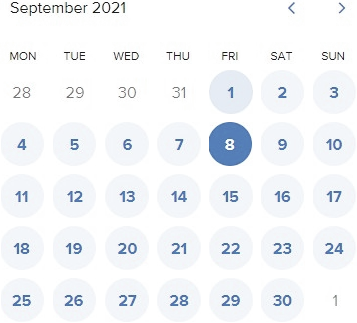 September 2021 < >
MON TUE WED THU FRI SAT SUN
28 29 30 31 1 2 3
4 5 6 7 8 9 10
11 12 13 14 15 16 17
18 19 20 21 22 23 24
25 26 27 28 29 30 1